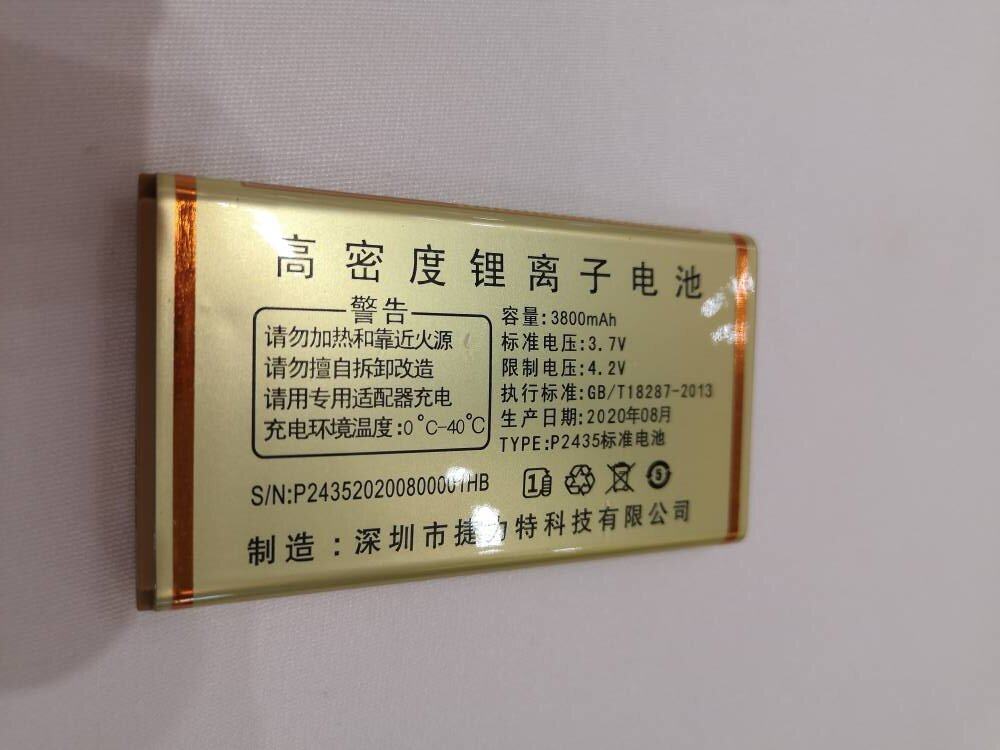 高密度锂离子电池
警告
请勿加热和靠近火源
请勿擅自拆卸改造
请用专用适配器充电
充电环境温度:0°C-40°C
容量:3800mAh
标准电压:3.7V
限制电压:4.2V
执行标准:GB/T18287-2013
生产日期:2020年08月
TYPE:P2435标准电池
S/N:P243520200800001HB
制造:深圳市捷力特科技有限公司